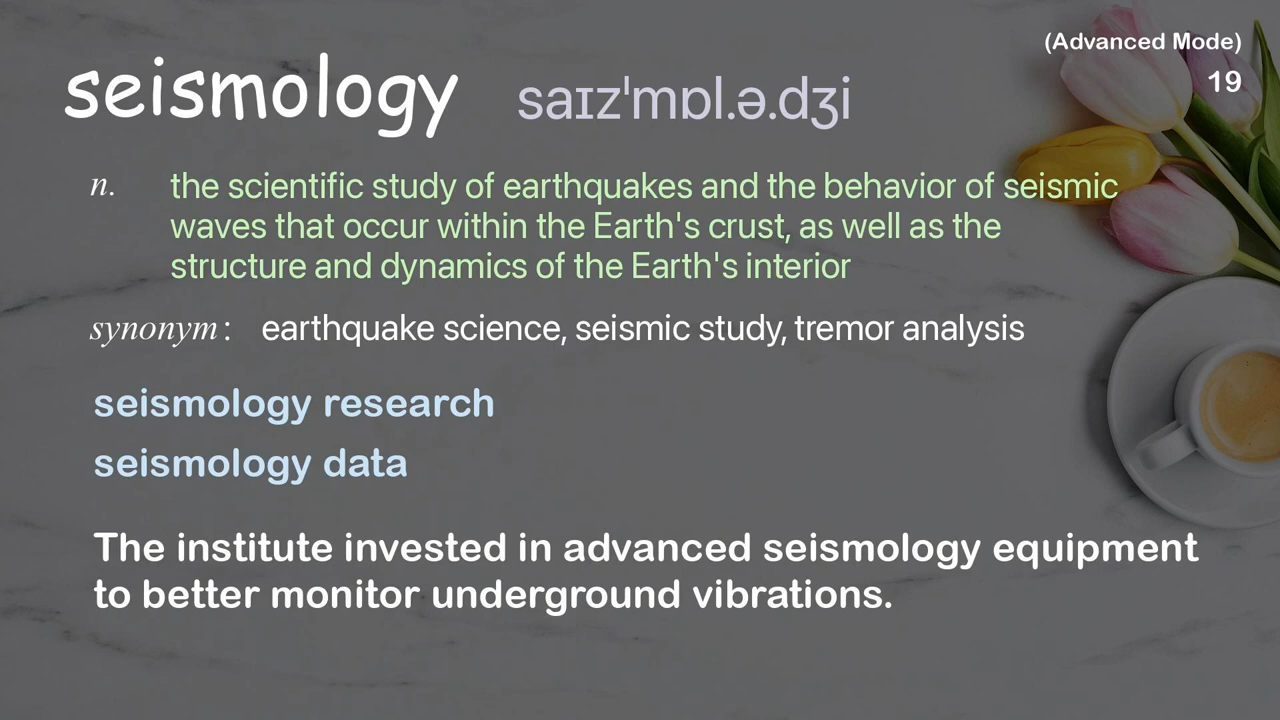 (Advanced Mode)
19
seismology saɪzˈmɒl.ə.dʒi
n. the scientific study of earthquakes and the behavior of seismic
waves that occur within the Earth's crust, as well as the
structure and dynamics of the Earth's interior
synonym: earthquake science, seismic study, tremor analysis
seismology research
seismology data
The institute invested in advanced seismology equipment
to better monitor underground vibrations.